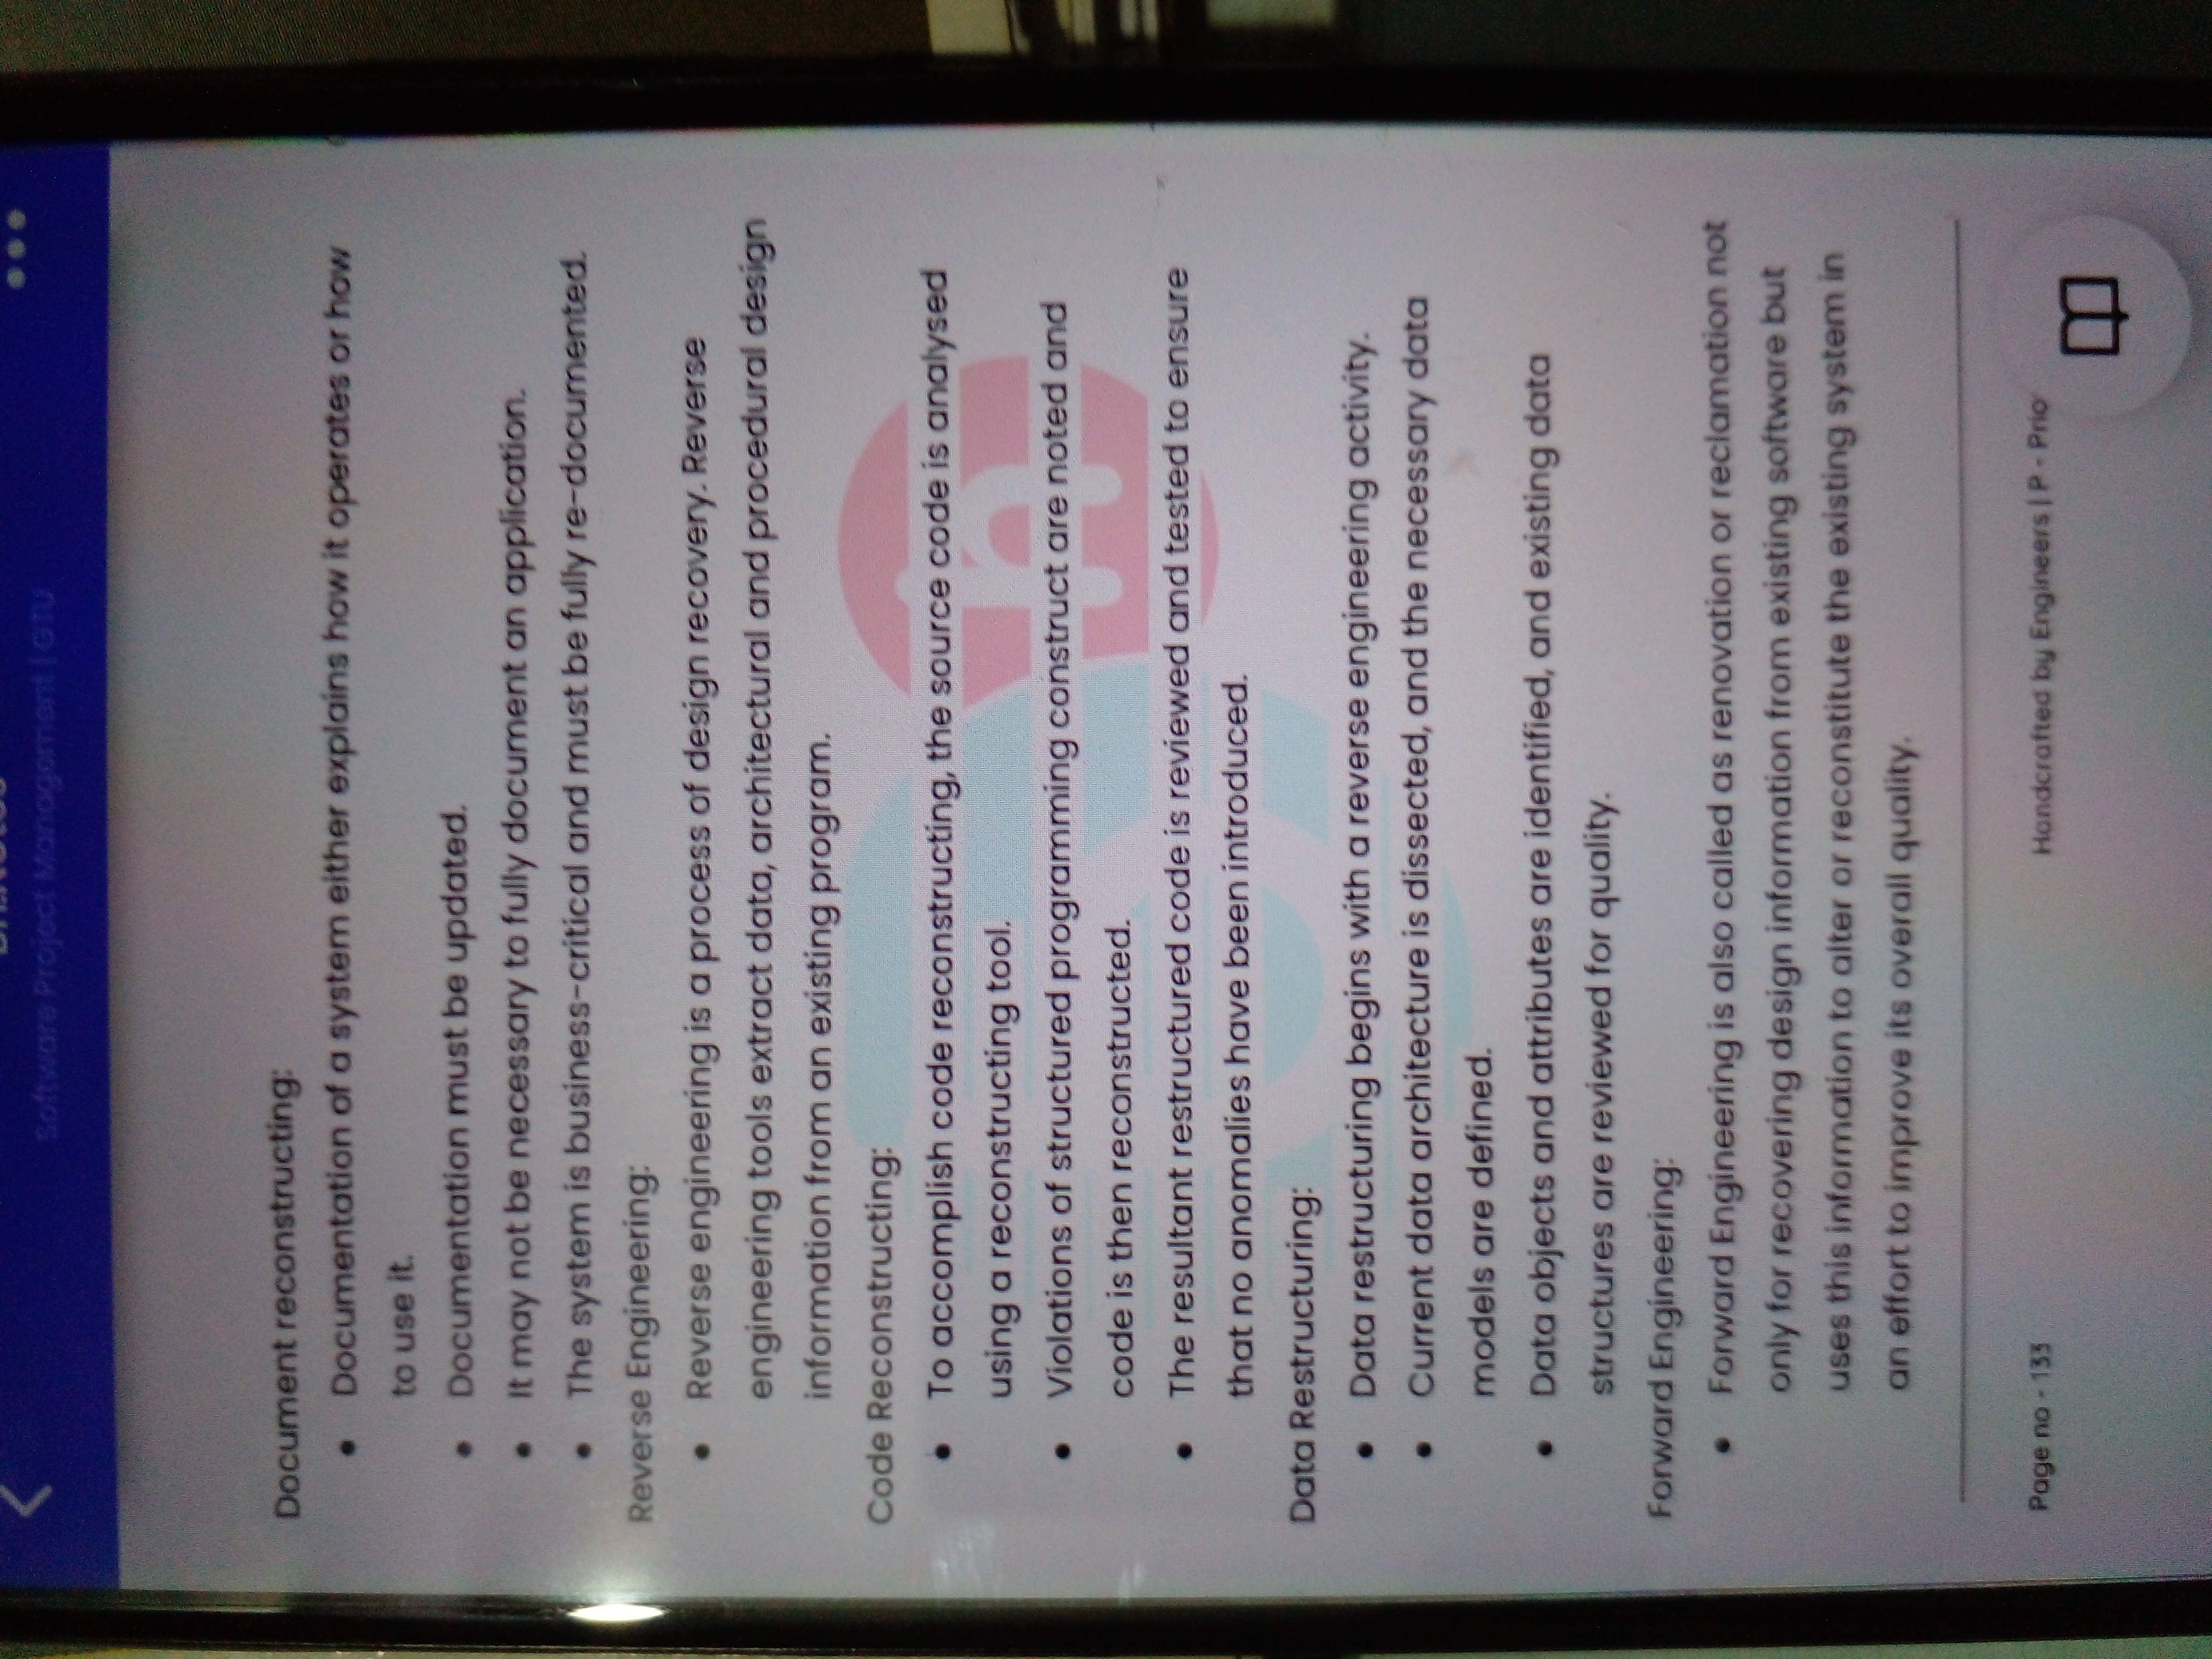 Software Project Management | GTU
Document reconstructing:
• Documentation of a system either explains how it operates or how
to use it.
• Documentation must be updated.
• It may not be necessary to fully document an application.
• The system is business-critical and must be fully re-documented.
Reverse Engineering:
• Reverse engineering is a process of design recovery. Reverse
engineering tools extract data, architectural and procedural design
information from an existing program.
Code Reconstructing:
• To accomplish code reconstructing, the source code is analysed
using a reconstructing tool.
• Violations of structured programming construct are noted and
code is then reconstructed.
• The resultant restructured code is reviewed and tested to ensure
that no anomalies have been introduced.
Data Restructuring:
• Data restructuring begins with a reverse engineering activity.
• Current data architecture is dissected, and the necessary data
models are defined.
• Data objects and attributes are identified, and existing data
structures are reviewed for quality.
Forward Engineering:
• Forward Engineering is also called as renovation or reclamation not
only for recovering design information from existing software but
uses this information to alter or reconstitute the existing system in
an effort to improve its overall quality.
Page no - 133
Handcrafted by Engineers | P - Prio